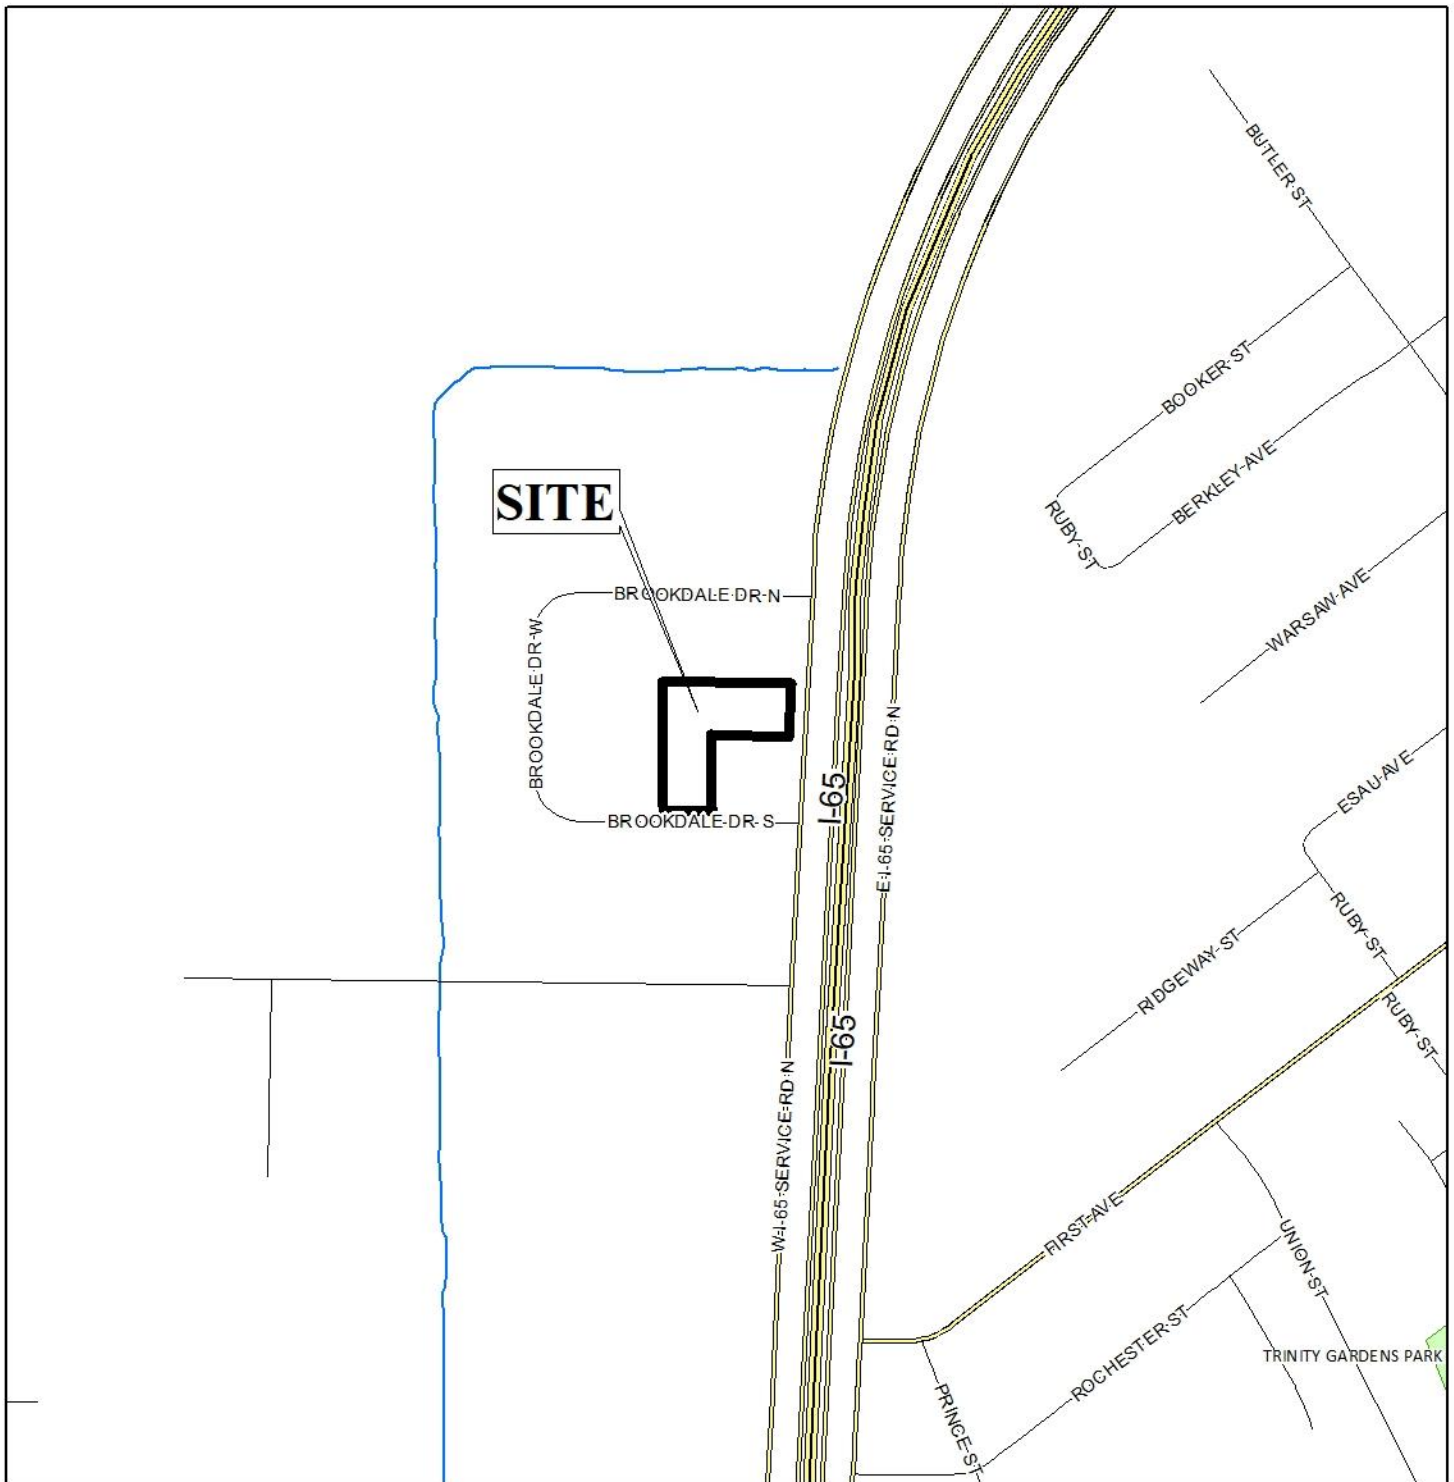 BUTLER ST
BOOKER ST
BERKLEY AVE
SITE
RUBY ST
BROOKDALE DR N
WARSAW AVE
BROOKDALE DR W
E I-65 SERVICE RD N
I-65
ESAU AVE
BROOKDALE DR S
RUBY ST
RIDGEWAY ST
RUBY ST
I-65
W I-65 SERVICE RD N
FIRST AVE
UNION ST
ROCHESTER ST
TRINITY GARDENS PARK
PRINCE ST